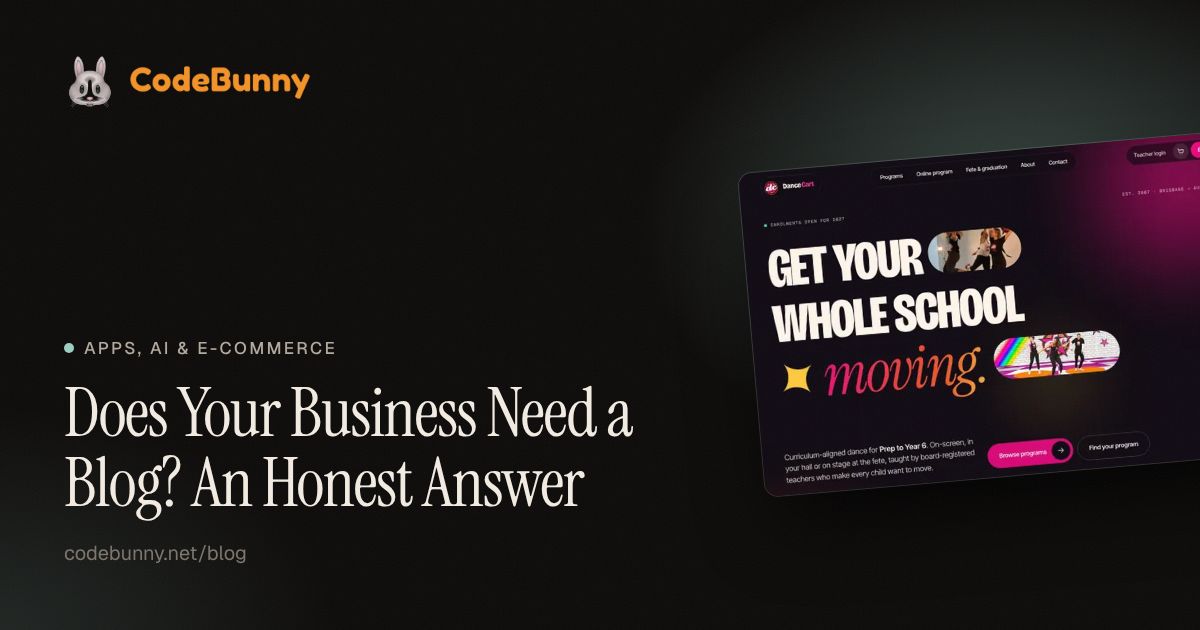 CodeBunny
APPS, AI & E-COMMERCE
Does Your Business Need a
Blog? An Honest Answer
codebunny.net/blog
dc DanceCart
Programs
Online program
Fete & graduation
About
Contact
Teacher login
ENROLMENTS OPEN FOR 2027
GET YOUR
WHOLE SCHOOL
moving.
Curriculum-aligned dance for Prep to Year 6. On-screen, in
your hall or on stage at the fete, taught by board-registered
teachers who make every child want to move.
Browse programs
Find your program